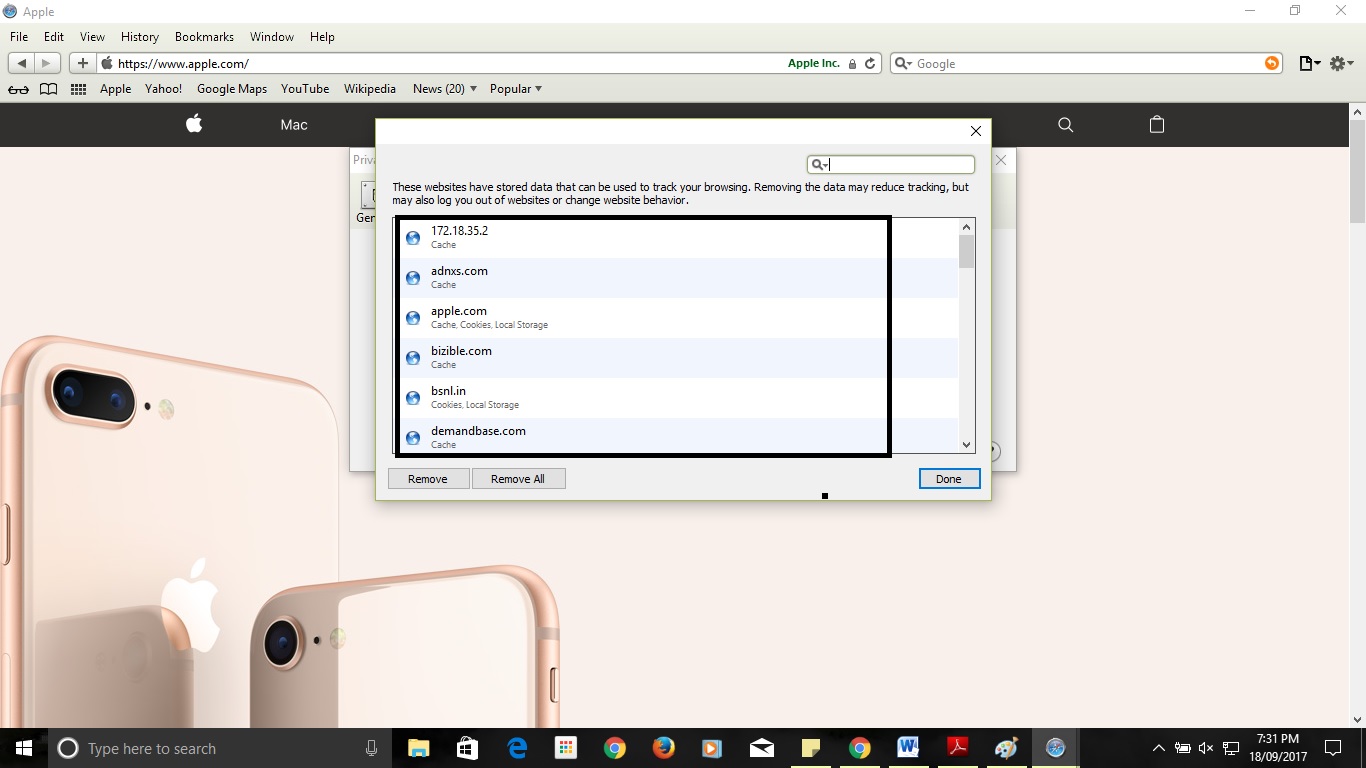 Apple
File Edit View History Bookmarks Window Help
https://www.apple.com/ Apple Inc. Google
Apple Yahoo! Google Maps YouTube Wikipedia News (20) Popular
Mac
Priva
Gen
These websites have stored data that can be used to track your browsing. Removing the data may reduce tracking, but
may also log you out of websites or change website behavior.
172.18.35.2
Cache
adnxs.com
Cache
apple.com
Cache, Cookies, Local Storage
bizible.com
Cache
bsnl.in
Cookies, Local Storage
demandbase.com
Cache
Remove Remove All Done
Type here to search
7:31 PM
18/09/2017